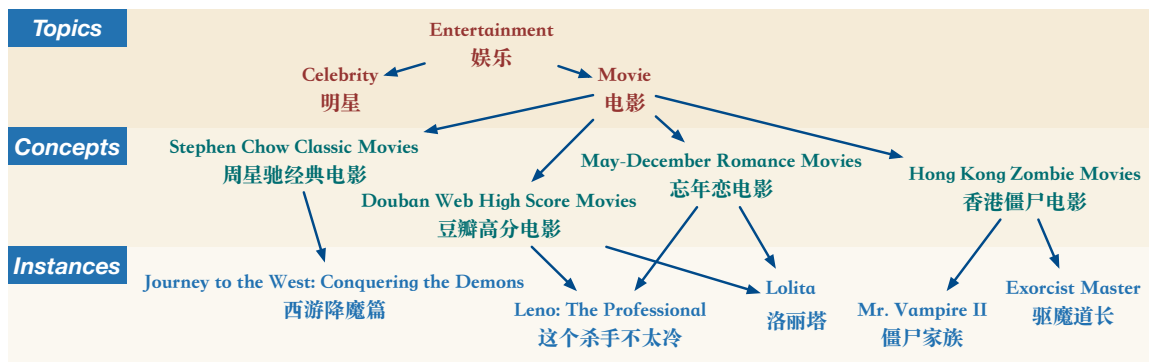 Topics
Entertainment
娱乐
Celebrity
明星
Movie
电影
Concepts
Stephen Chow Classic Movies
周星驰经典电影
Douban Web High Score Movies
豆瓣高分电影
May-December Romance Movies
忘年恋电影
Hong Kong Zombie Movies
香港僵尸电影
Instances
Journey to the West: Conquering the Demons
西游降魔篇
Leno: The Professional
这个杀手不太冷
Lolita
洛丽塔
Mr. Vampire II
僵尸家族
Exorcist Master
驱魔道长